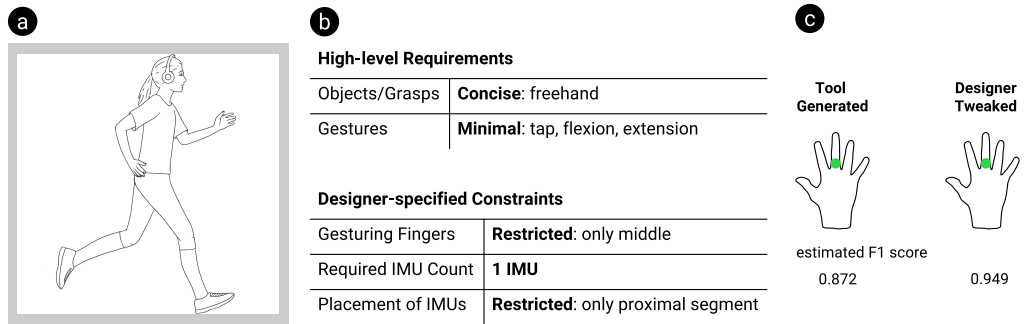 a
b
High-level Requirements
Objects/Grasps Concise: freehand
Gestures Minimal: tap, flexion, extension
Designer-specified Constraints
Gesturing Fingers Restricted: only middle
Required IMU Count 1 IMU
Placement of IMUs Restricted: only proximal segment
c
Tool
Generated
Designer
Tweaked
estimated F1 score
0.872 0.949